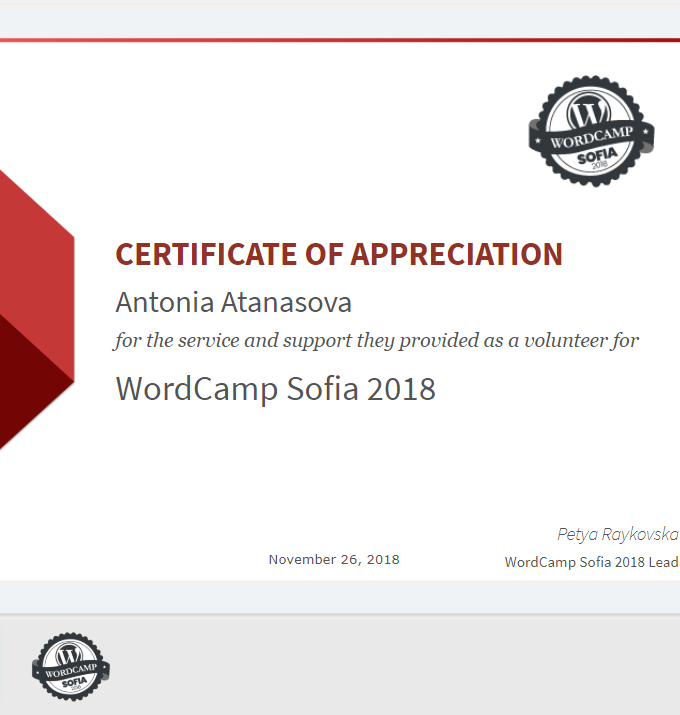 WORDCAMP
SOFIA
2018
CERTIFICATE OF APPRECIATION
Antonia Atanasova
for the service and support they provided as a volunteer for
WordCamp Sofia 2018
Petya Raykovska
November 26, 2018
WordCamp Sofia 2018 Lead
WORDCAMP
SOFIA
2018